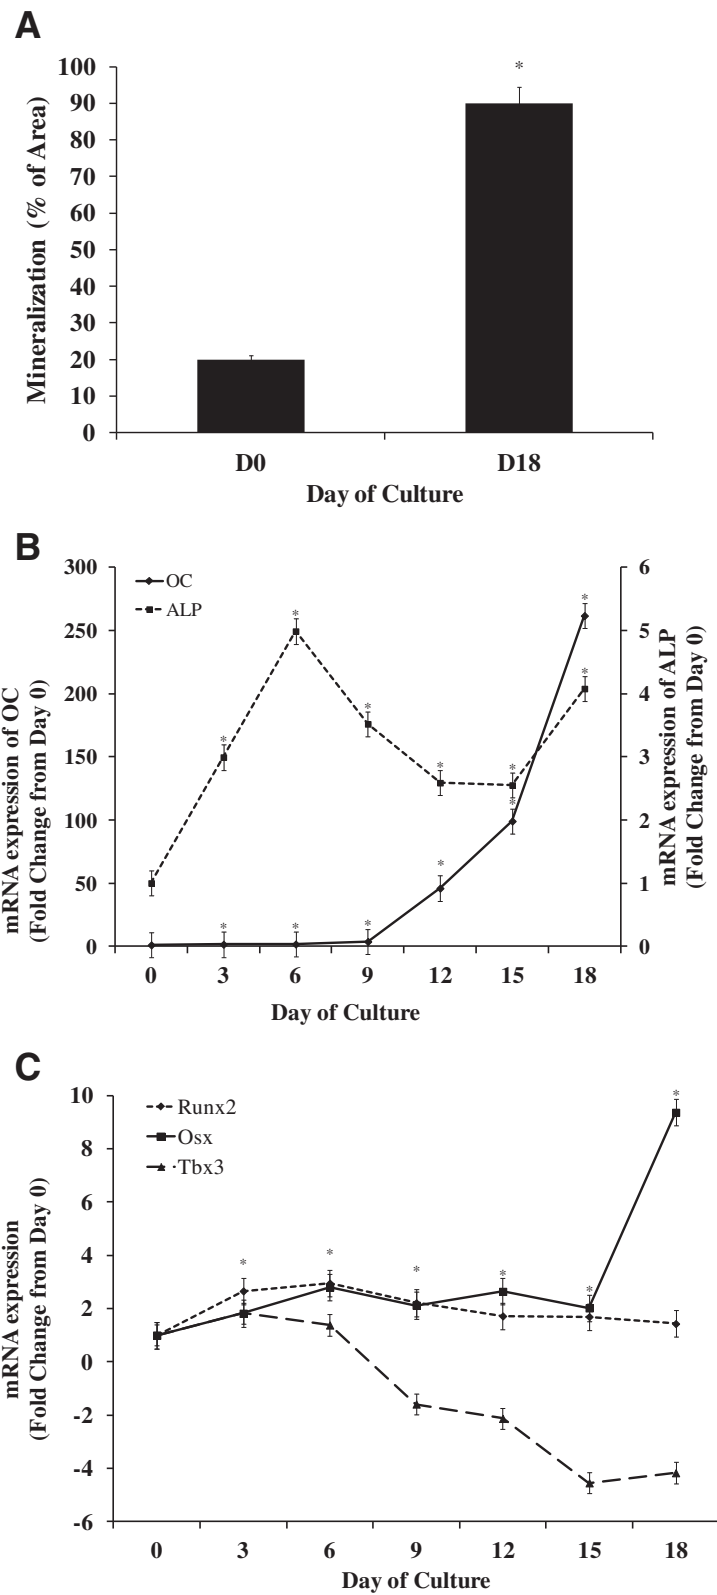 A
100
90
80
70
60
50
40
30
20
10
0
Mineralization (% of Area)
*
D0 D18
Day of Culture
B
300
250
200
150
100
50
0
mRNA expression of OC
(Fold Change from Day 0)
OC
ALP
* * * * * *
* * * * * *
6
5
4
3
2
1
0
mRNA expression of ALP
(Fold Change from Day 0)
0 3 6 9 12 15 18
Day of Culture
C
10
8
6
4
2
0
-2
-4
-6
mRNA expression
(Fold Change from Day 0)
Runx2
Osx
Tbx3
* * * * * *
0 3 6 9 12 15 18
Day of Culture